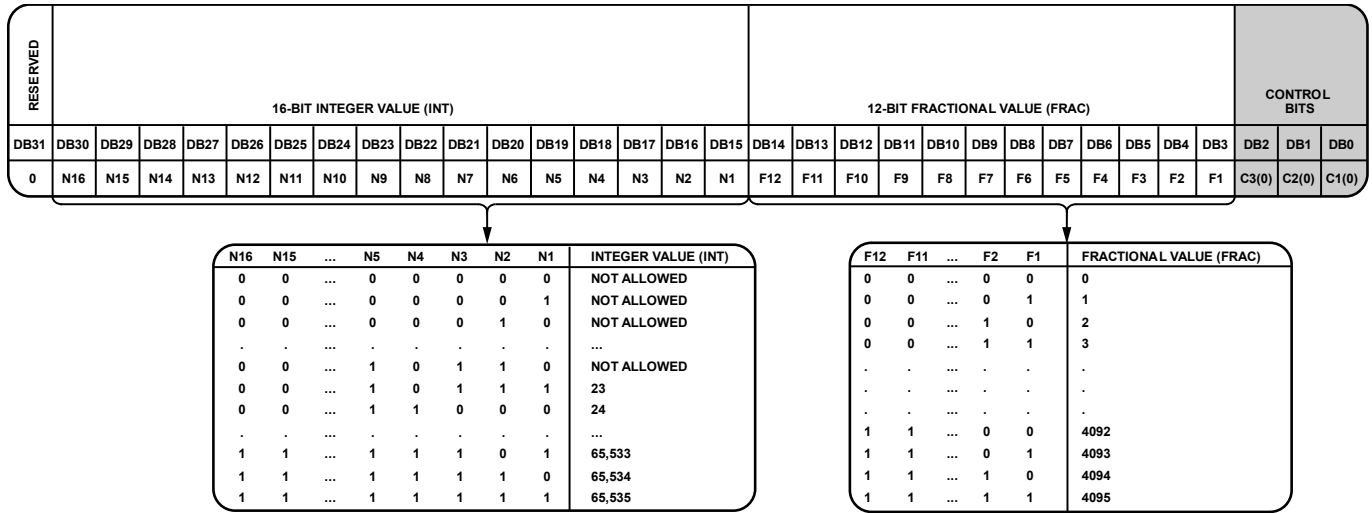 RESERVED
16-BIT INTEGER VALUE (INT) 12-BIT FRACTIONAL VALUE (FRAC) CONTROL BITS
DB31 DB30 DB29 DB28 DB27 DB26 DB25 DB24 DB23 DB22 DB21 DB20 DB19 DB18 DB17 DB16 DB15 DB14 DB13 DB12 DB11 DB10 DB9 DB8 DB7 DB6 DB5 DB4 DB3 DB2 DB1 DB0
0 N16 N15 N14 N13 N12 N11 N10 N9 N8 N7 N6 N5 N4 N3 N2 N1 F12 F11 F10 F9 F8 F7 F6 F5 F4 F3 F2 F1 C3(0) C2(0) C1(0)
N16 N15 ... N5 N4 N3 N2 N1 INTEGER VALUE (INT)
0 0 ... 0 0 0 0 0 NOT ALLOWED
0 0 ... 0 0 0 0 1 NOT ALLOWED
0 0 ... 0 0 0 1 0 NOT ALLOWED
. . ... . . . . . ...
0 0 ... 1 0 1 1 0 NOT ALLOWED
0 0 ... 1 0 1 1 1 23
0 0 ... 1 1 0 0 0 24
. . ... . . . . . ...
1 1 ... 1 1 1 0 1 65,533
1 1 ... 1 1 1 1 0 65,534
1 1 ... 1 1 1 1 1 65,535
F12 F11 ... F2 F1 FRACTIONAL VALUE (FRAC)
0 0 ... 0 0 0
0 0 ... 0 1 1
0 0 ... 1 0 2
0 0 ... 1 1 3
. . ... . . .
. . ... . . .
. . ... . . .
1 1 ... 0 0 4092
1 1 ... 0 1 4093
1 1 ... 1 0 4094
1 1 ... 1 1 4095